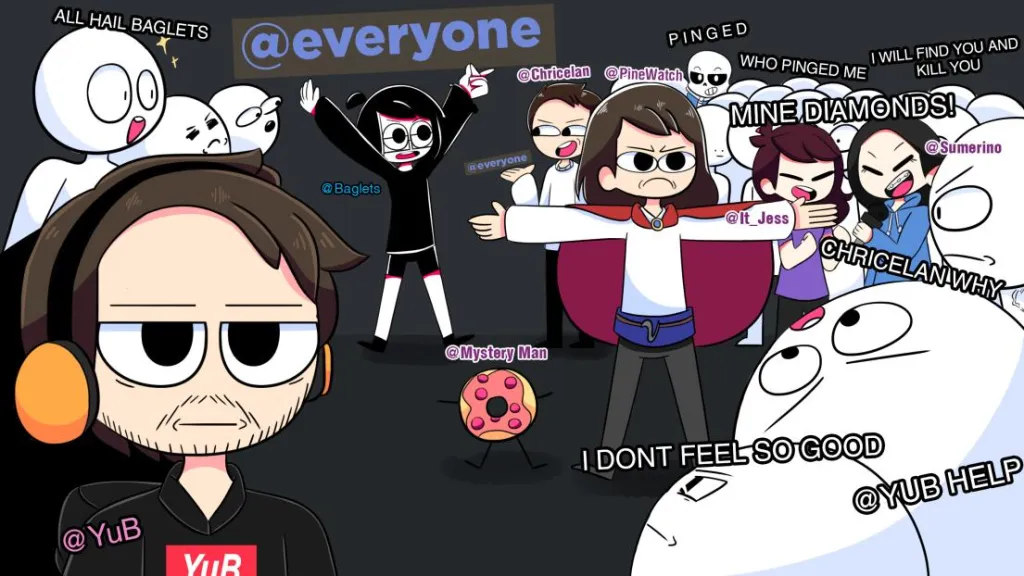 ALL HAIL BAGLETS
@everyone
PINGED
WHO PINGED ME
I WILL FIND YOU AND
KILL YOU
@Chricelan
@PineWatch
MINE DIAMONDS!
@Sumerino
@everyone
@Baglets
@It_Jess
CHRICELAN WHY
@Mystery Man
I DONT FEEL SO GOOD
@YUB HELP
@YuB
YuB